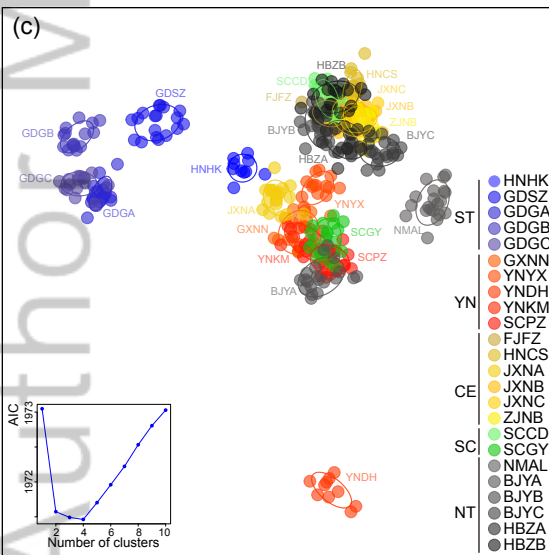 (c)
HBZB
SCCD
HNCS
GDSZ
JXNC
FJFZ
JXNB
GDGB
BJYB
ZJNB
BJYC
HBZA
HNHK
GDGC
YNYX
GDGA
JXNA
NMAL
GXNN
SCGY
YNKM
SCPZ
BJYA
YNDH
ST
HNHK
GDSZ
GDGA
GDGB
GDGC
YN
GXNN
YNYX
YNDH
YNKM
SCPZ
CE
FJFZ
HNCS
JXNA
JXNB
JXNC
ZJNB
SC
SCCD
SCGY
NT
NMAL
BJYA
BJYB
BJYC
HBZA
HBZB
AIC
1973
1972
2 4 6 8 10
Number of clusters
Author M